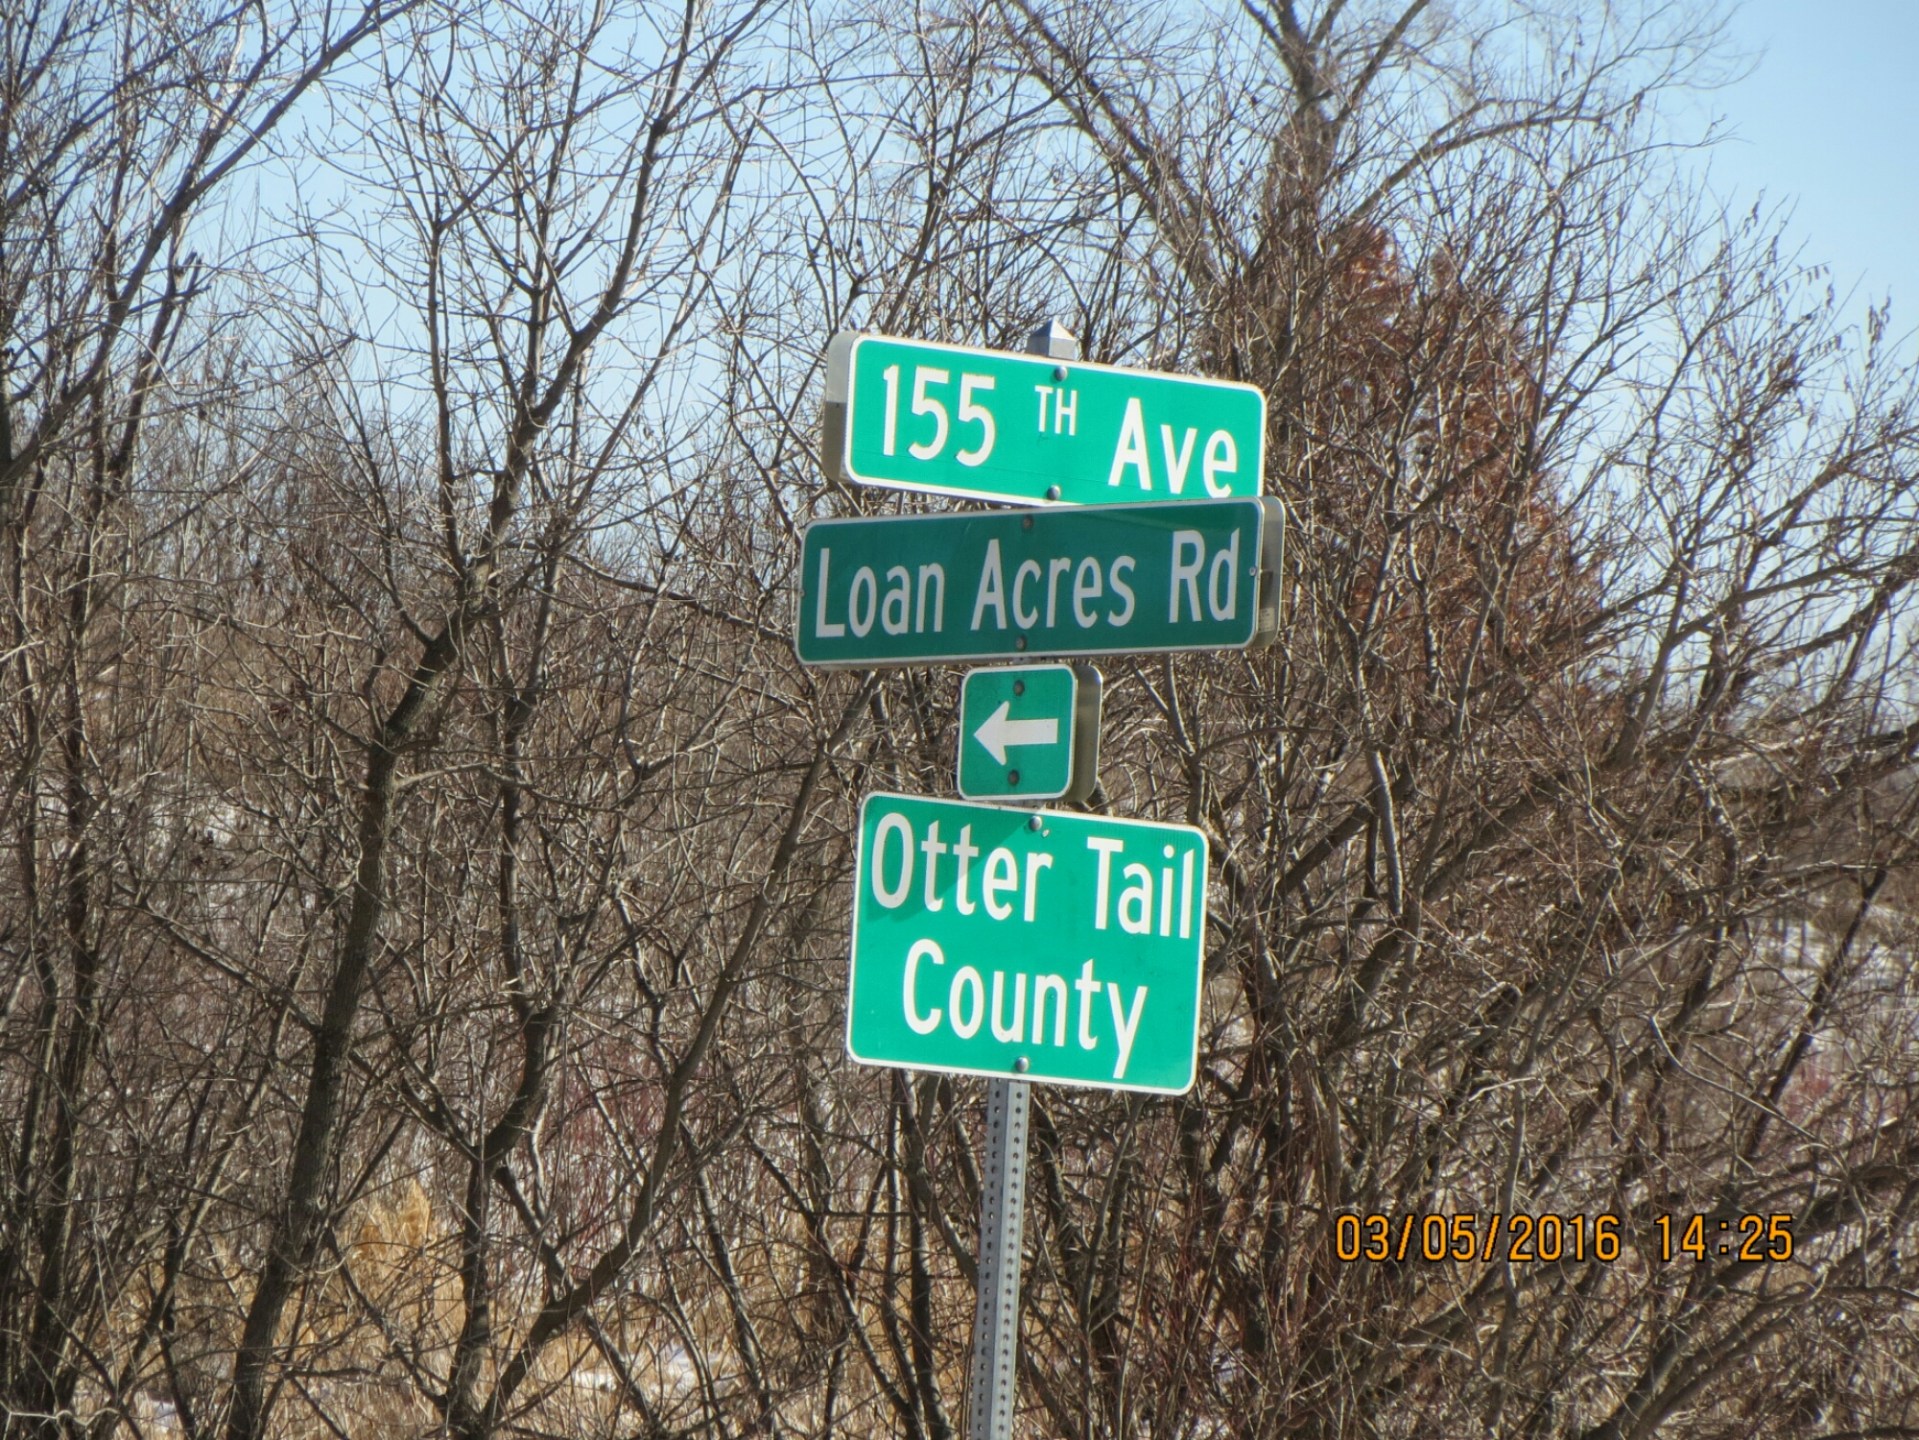 155 TH Ave
Loan Acres Rd
Otter Tail
County
03/05/2016 14:25